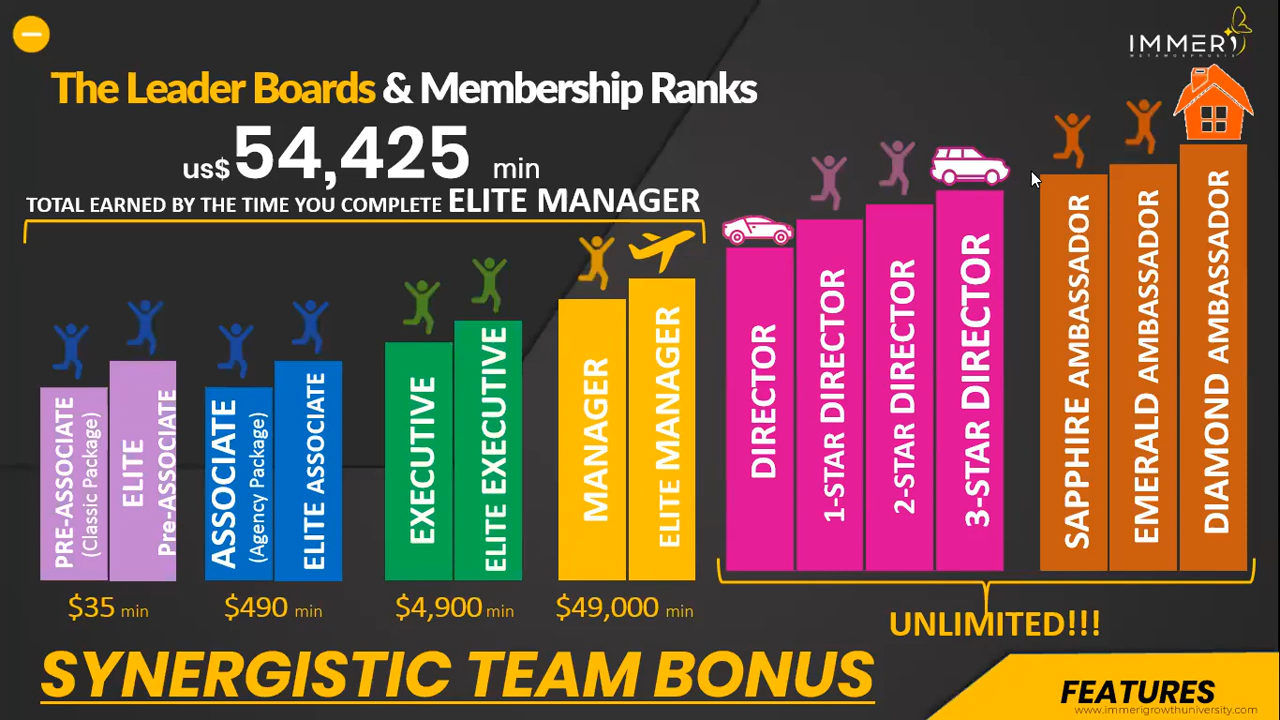 IMMERI
METAMORPHOSIS
The Leader Boards & Membership Ranks
US$54,425 min
TOTAL EARNED BY THE TIME YOU COMPLETE ELITE MANAGER
PRE-ASSOCIATE
(Classic Package)
ELITE
Pre-ASSOCIATE
ASSOCIATE
(Agency Package)
ELITE ASSOCIATE
EXECUTIVE
ELITE EXECUTIVE
MANAGER
ELITE MANAGER
DIRECTOR
1-STAR DIRECTOR
2-STAR DIRECTOR
3-STAR DIRECTOR
SAPPHIRE AMBASSADOR
EMERALD AMBASSADOR
DIAMOND AMBASSADOR
$35 min
$490 min
$4,900 min
$49,000 min
UNLIMITED!!!
SYNERGISTIC TEAM BONUS
FEATURES
www.immerigrowthuniversity.com